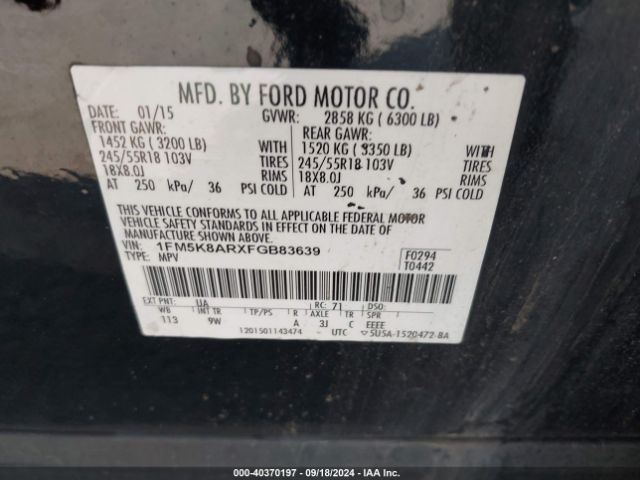 MFD. BY FORD MOTOR CO.
DATE: 01/15 GVWR: 2858 KG ( 6300 LB)
FRONT GAWR: REAR GAWR:
1452 KG ( 3200 LB) WITH 1520 KG ( 3350 LB) WITH
245/55R18 103V TIRES 245/55R18 103V TIRES
18X8.0J RIMS 18X8.0J RIMS
AT 250 kPa/ 36 PSI COLD AT 250 kPa/ 36 PSI COLD
THIS VEHICLE CONFORMS TO ALL APPLICABLE FEDERAL MOTOR
VEHICLE SAFETY STANDARDS IN EFFECT ON THE DATE OF
MANUFACTURE SHOWN ABOVE.
VIN: 1FM5K8ARXFGB83639
TYPE: MPV
F0294
T0442
EXT PNT: UA RC: 71 DSO:
WB INT TR TP/PS R AXLE TR SPR
113 9W A 3J C EEEE
1201501143474 UTC 5U5A-1520472-BA
000-40370197 - 09/18/2024 - IAA Inc.